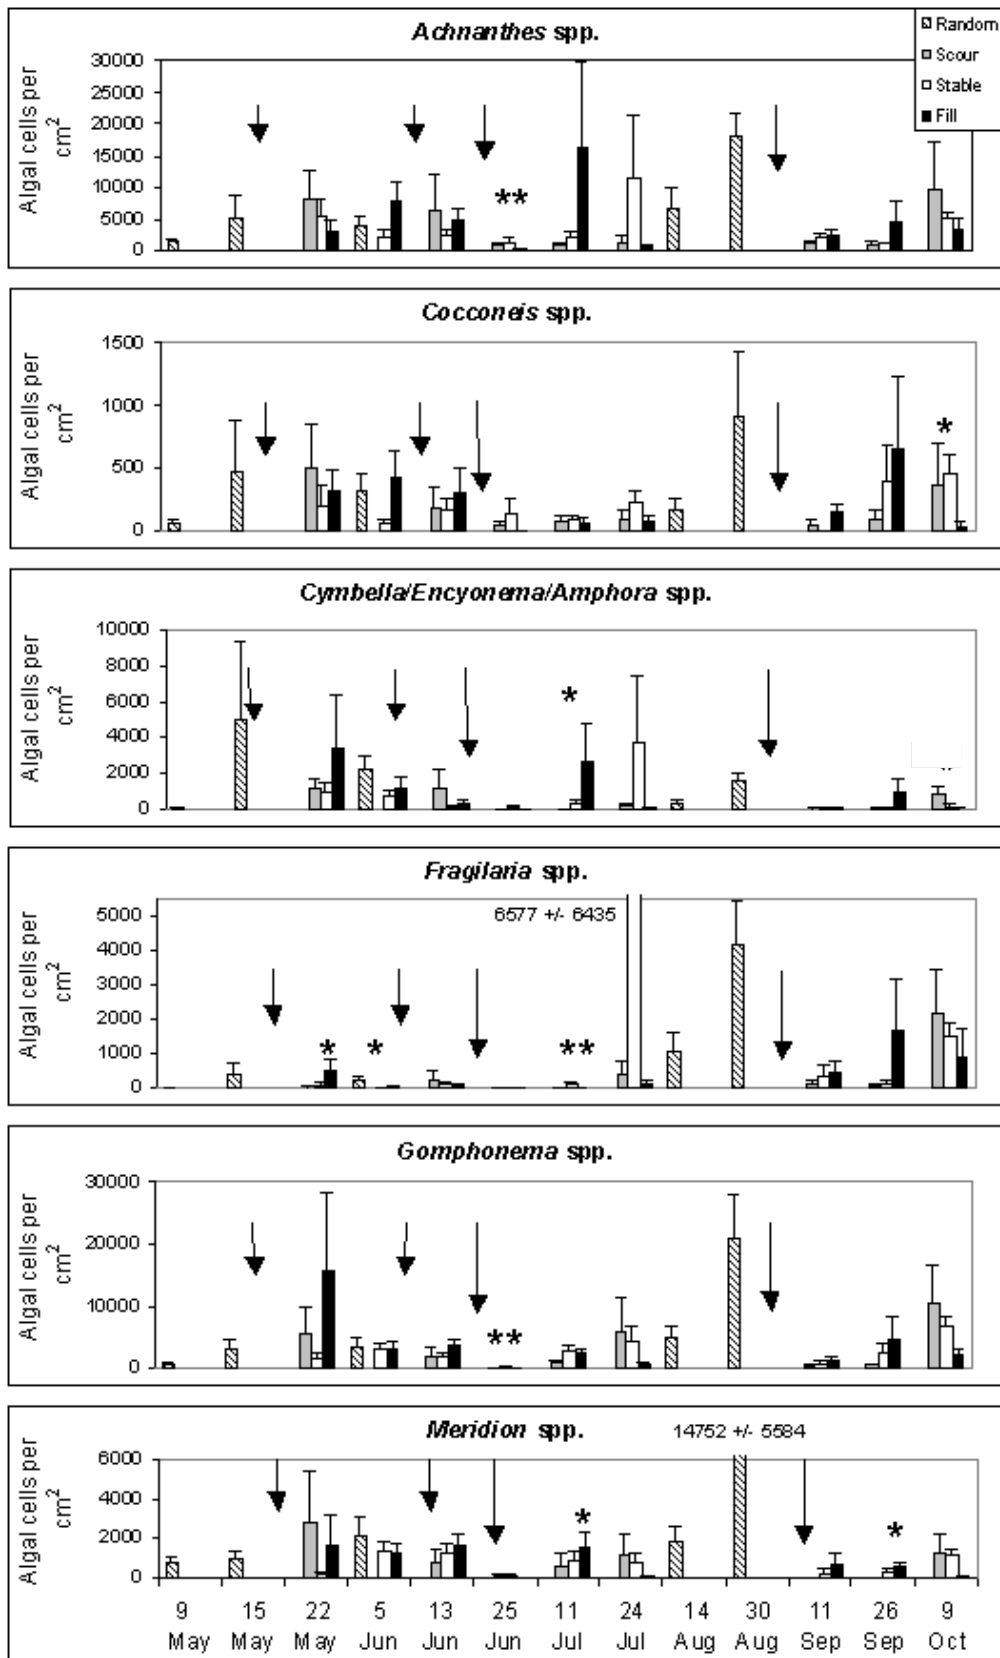 Achnanthes spp.
Random
Scour
Stable
Fill
Algal cells per
cm²
30000
25000
20000
15000
10000
5000
0
**
Cocconeis spp.
Algal cells per
cm²
1500
1000
500
0
*
Cymbella/Encyonema/Amphora spp.
Algal cells per
cm²
10000
8000
6000
4000
2000
0
*
Fragilaria spp.
Algal cells per
cm²
5000
4000
3000
2000
1000
0
6577 +/- 6435
* * **
Gomphonema spp.
Algal cells per
cm²
30000
20000
10000
0
**
Meridion spp.
14752 +/- 5584
Algal cells per
cm²
6000
4000
2000
0
* *
9 15 22 5 13 25 11 24 14 30 11 26 9
May May May Jun Jun Jun Jul Jul Aug Aug Sep Sep Oct